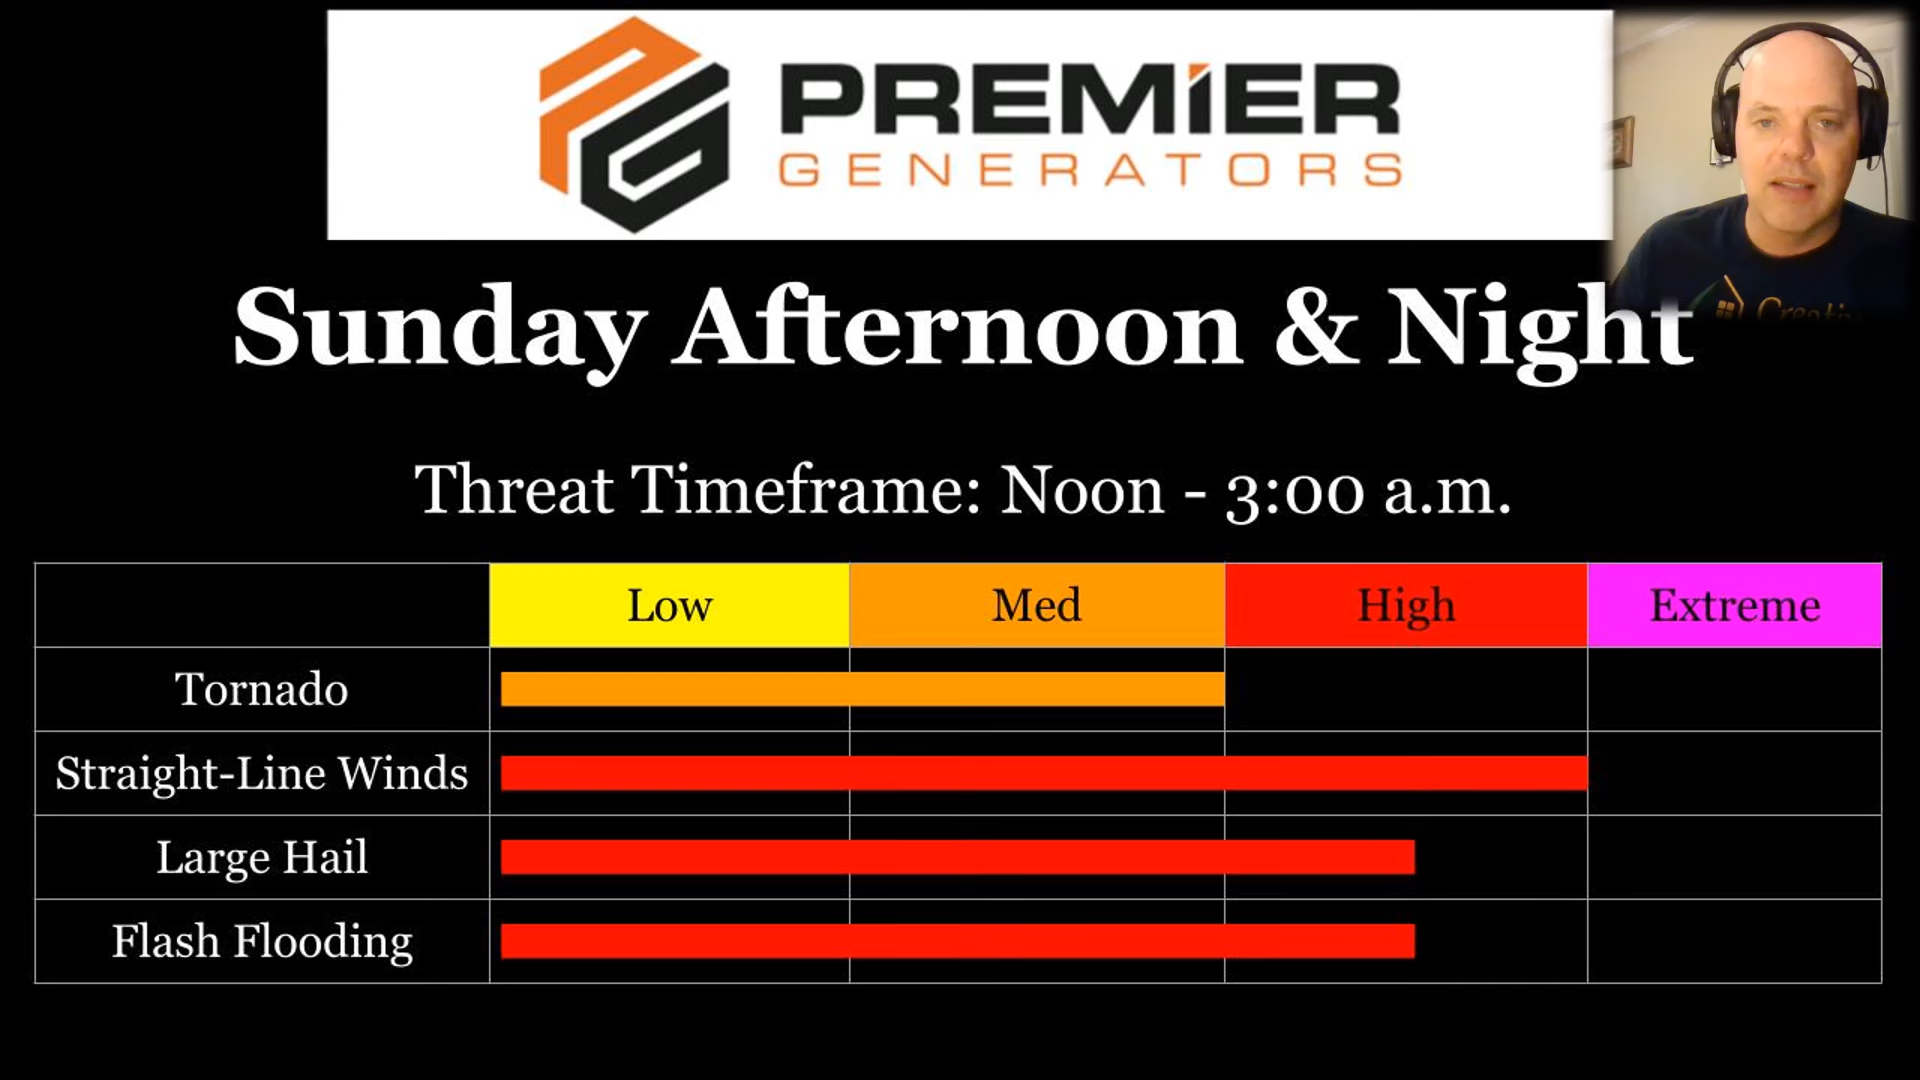 PREMIER
GENERATORS
Creati
Sunday Afternoon & Night
Threat Timeframe: Noon - 3:00 a.m.
Low Med High Extreme
Tornado
Straight-Line Winds
Large Hail
Flash Flooding